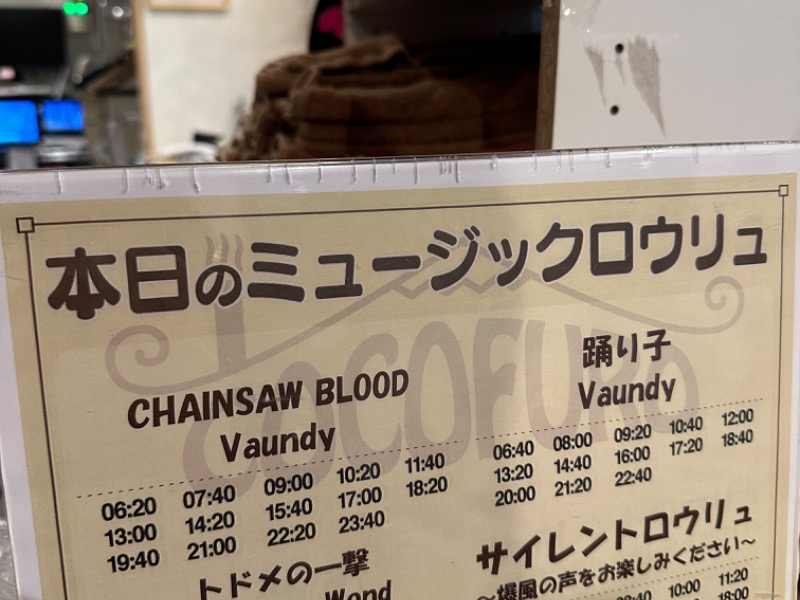 本日のミュージックロウリュ
COCOFURO
CHAINSAW BLOOD
Vaundy
06:20 07:40 09:00 10:20 11:40
13:00 14:20 15:40 17:00 18:20
19:40 21:00 22:20 23:40
踊り子
Vaundy
06:40 08:00 09:20 10:40 12:00
13:20 14:40 16:00 17:20 18:40
20:00 21:20 22:40
トドメの一撃
サイレントロウリュ
～爆風の声をお楽しみください～
10:00 11:20
18:00